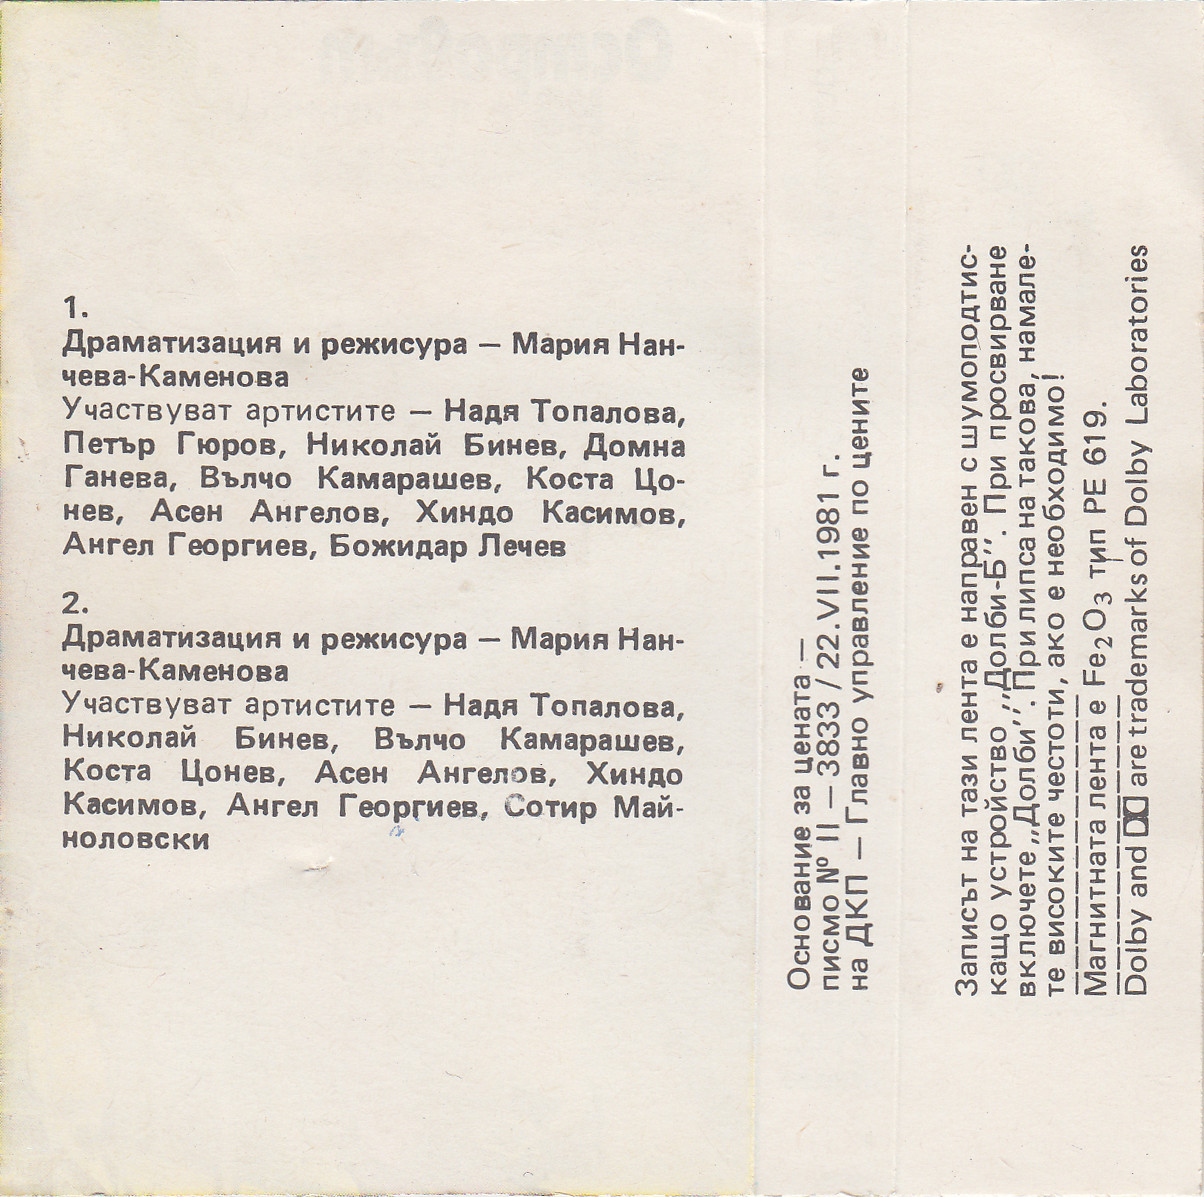 1.
Драматизация и режисура — Мария Нан-
чева-Каменова
Участвуват артистите — Надя Топалова,
Петър Гюров, Николай Бинев, Домна
Ганева, Вълчо Камарашев, Коста Цо-
нев, Асен Ангелов, Хиндо Касимов,
Ангел Георгиев, Божидар Лечев
2.
Драматизация и режисура — Мария Нан-
чева-Каменова
Участвуват артистите — Надя Топалова,
Николай Бинев, Вълчо Камарашев,
Коста Цонев, Асен Ангелов, Хиндо
Касимов, Ангел Георгиев, Сотир Май-
ноловски
Основание за цената —
писмо № II — 3833 / 22.VII.1981 г.
на ДКП — Главно управление по цените
Записът на тази лента е направен с шумоподтис-
кащо устройство „Долби-Б”. При просвирване
включете „Долби”. При липса на такова, намале-
те високите честоти, ако е необходимо!
Магнитната лента е Fe2O3 тип PE 619.
Dolby and are trademarks of Dolby Laboratories